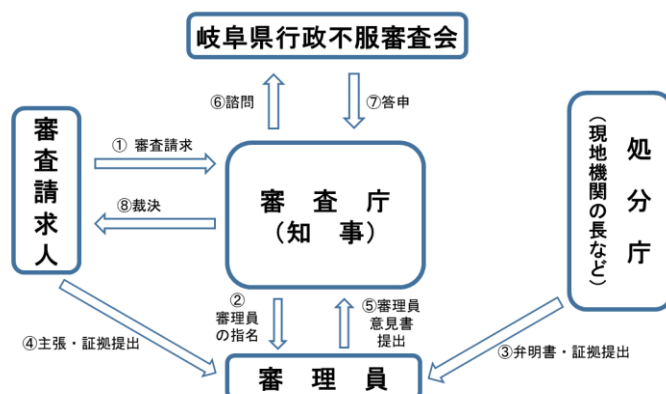 岐阜県行政不服審査会
⑥諮問
⑦答申
審査請求人
① 審査請求
⑧裁決
審 査 庁
（知 事）
処 分 庁
（現地機関の長など）
②
審理員
の指名
⑤審理員
意見書
提出
④主張・証拠提出
③弁明書・証拠提出
審 理 員